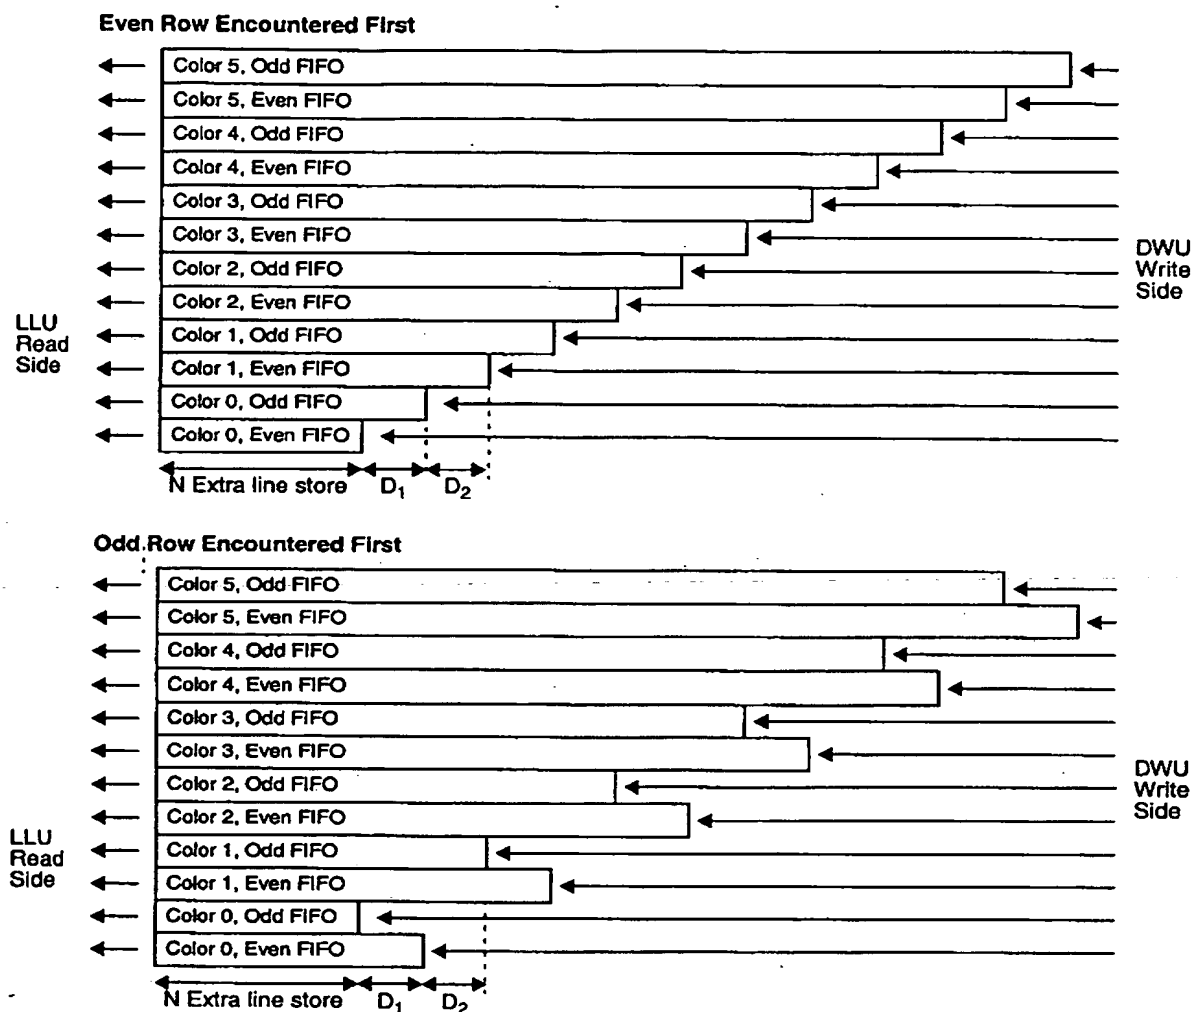 Even Row Encountered First
Color 5, Odd FIFO
Color 5, Even FIFO
Color 4, Odd FIFO
Color 4, Even FIFO
Color 3, Odd FIFO
Color 3, Even FIFO
Color 2, Odd FIFO
Color 2, Even FIFO
Color 1, Odd FIFO
Color 1, Even FIFO
Color 0, Odd FIFO
Color 0, Even FIFO
LLU
Read
Side
DWU
Write
Side
N Extra line store D₁ D₂
Odd Row Encountered First
Color 5, Odd FIFO
Color 5, Even FIFO
Color 4, Odd FIFO
Color 4, Even FIFO
Color 3, Odd FIFO
Color 3, Even FIFO
Color 2, Odd FIFO
Color 2, Even FIFO
Color 1, Odd FIFO
Color 1, Even FIFO
Color 0, Odd FIFO
Color 0, Even FIFO
LLU
Read
Side
DWU
Write
Side
N Extra line store D₁ D₂